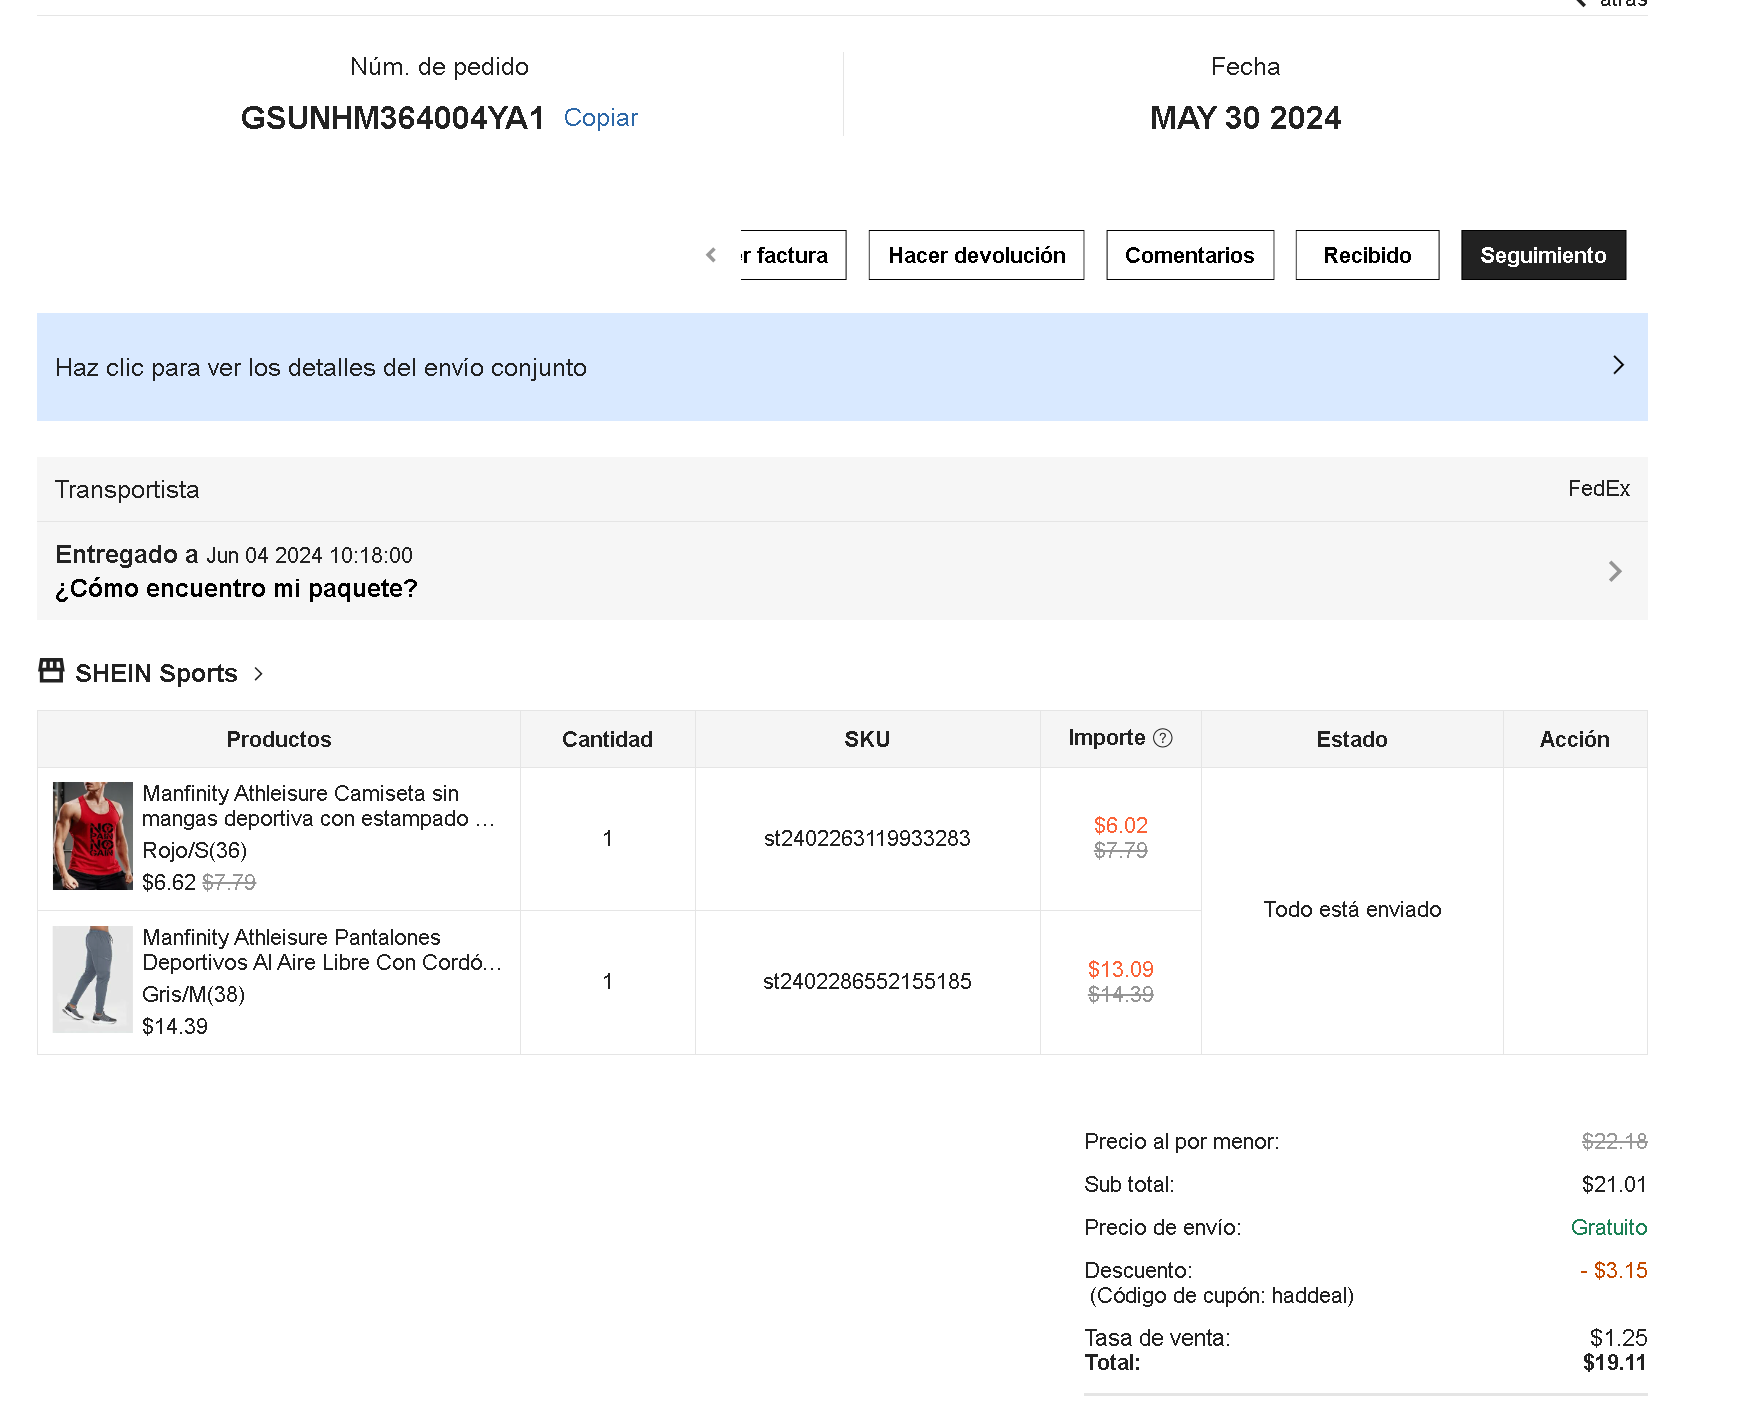 atrás
Núm. de pedido
GSUNHM364004YA1 Copiar
Fecha
MAY 30 2024
r factura
Hacer devolución
Comentarios
Recibido
Seguimiento
Haz clic para ver los detalles del envío conjunto
Transportista
FedEx
Entregado a Jun 04 2024 10:18:00
¿Cómo encuentro mi paquete?
SHEIN Sports
Productos
Cantidad
SKU
Importe ?
Estado
Acción
NO
PAIN
NO
GAIN
Manfinity Athleisure Camiseta sin
mangas deportiva con estampado ...
Rojo/S(36)
$6.62 $7.79
1
st2402263119933283
$6.02
$7.79
Todo está enviado
Manfinity Athleisure Pantalones
Deportivos Al Aire Libre Con Cordó...
Gris/M(38)
$14.39
1
st2402286552155185
$13.09
$14.39
Precio al por menor:
$22.18
Sub total:
$21.01
Precio de envío:
Gratuito
Descuento:
- $3.15
(Código de cupón: haddeal)
Tasa de venta:
$1.25
Total:
$19.11